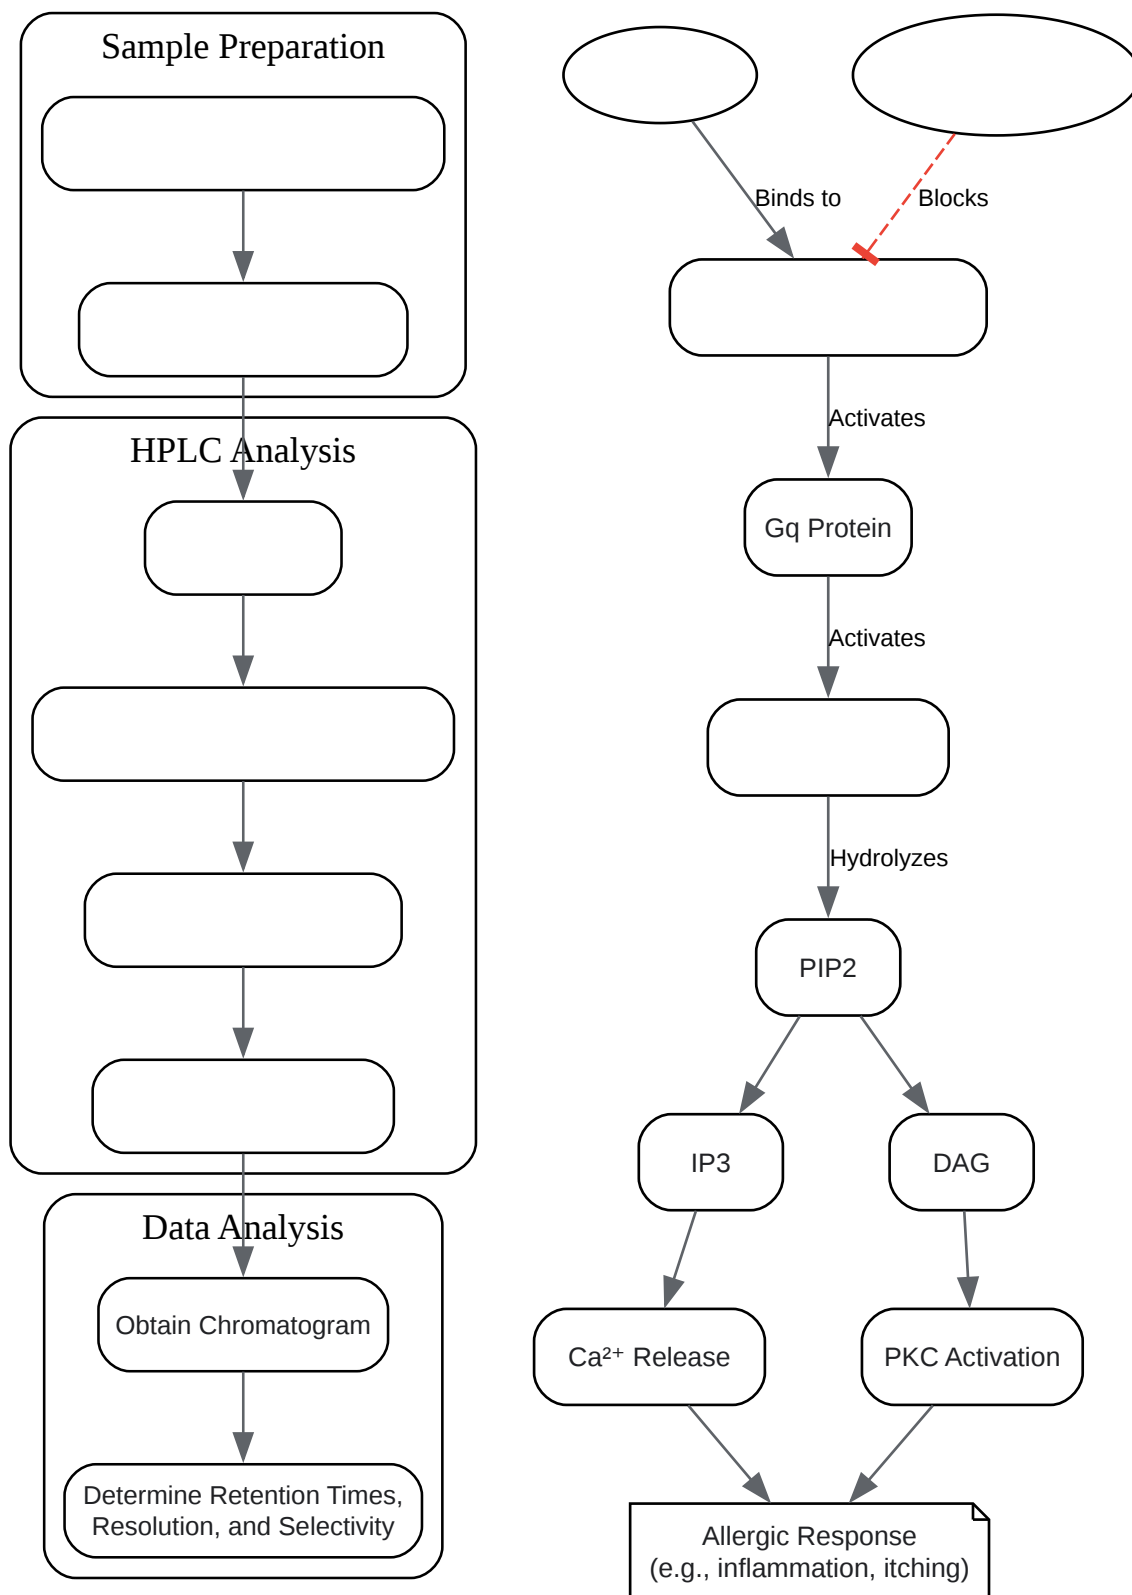 Sample Preparation
HPLC Analysis
Data Analysis
Obtain Chromatogram
Determine Retention Times,
Resolution, and Selectivity
Binds to
Blocks
Activates
Gq Protein
Activates
Hydrolyzes
PIP2
IP3
DAG
Ca²⁺ Release
PKC Activation
Allergic Response
(e.g., inflammation, itching)